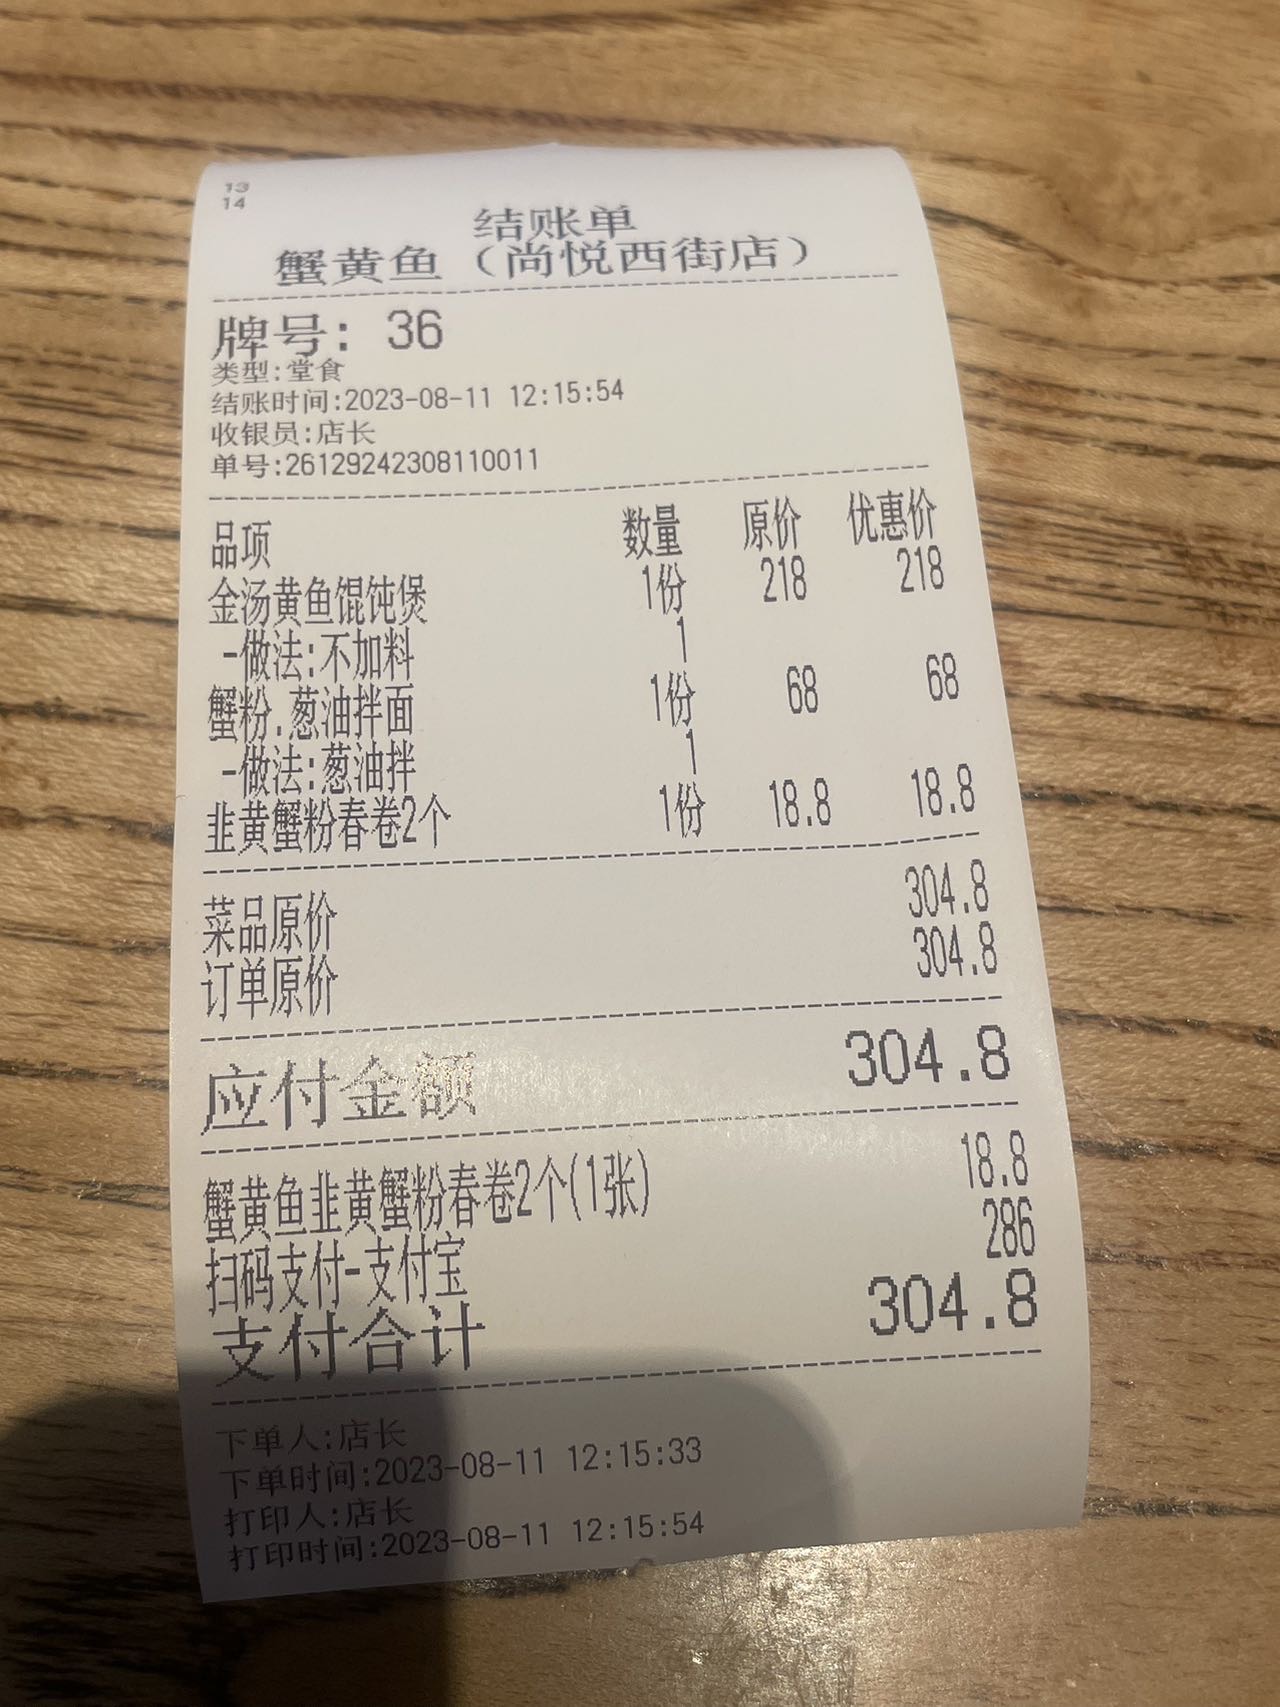 13
14
结账单
蟹黄鱼（尚悦西街店）
牌号: 36
类型:堂食
结账时间:2023-08-11 12:15:54
收银员:店长
单号:26129242308110011
品项 数量 原价 优惠价
金汤黄鱼馄饨煲 1份 218 218
-做法:不加料 1
蟹粉.葱油拌面 1份 68 68
-做法:葱油拌 1
韭黄蟹粉春卷2个 1份 18.8 18.8
菜品原价 304.8
订单原价 304.8
应付金额 304.8
蟹黄鱼韭黄蟹粉春卷2个(1张) 18.8
扫码支付-支付宝 286
支付合计 304.8
下单人:店长
下单时间:2023-08-11 12:15:33
打印人:店长
打印时间:2023-08-11 12:15:54